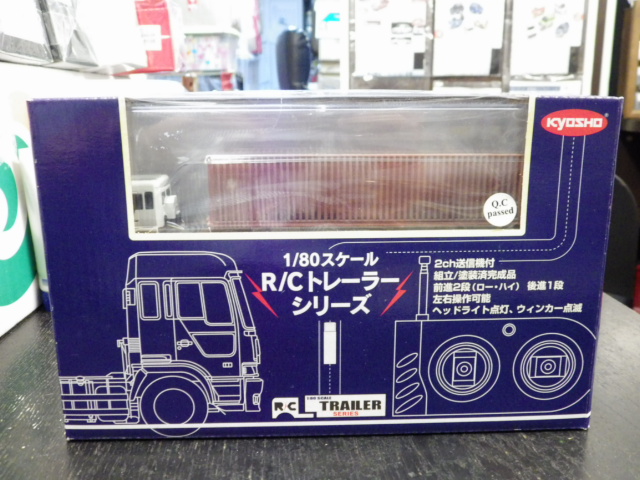 KYOSHO
Q.C
passed
1/80スケール
R/Cトレーラー
シリーズ
2ch送信機付
組立/塗装済完成品
前進2段(ロー・ハイ) 後進1段
左右操作可能
ヘッドライト点灯、ウィンカー点滅
R/C
1/80 SCALE
TRAILER
SERIES